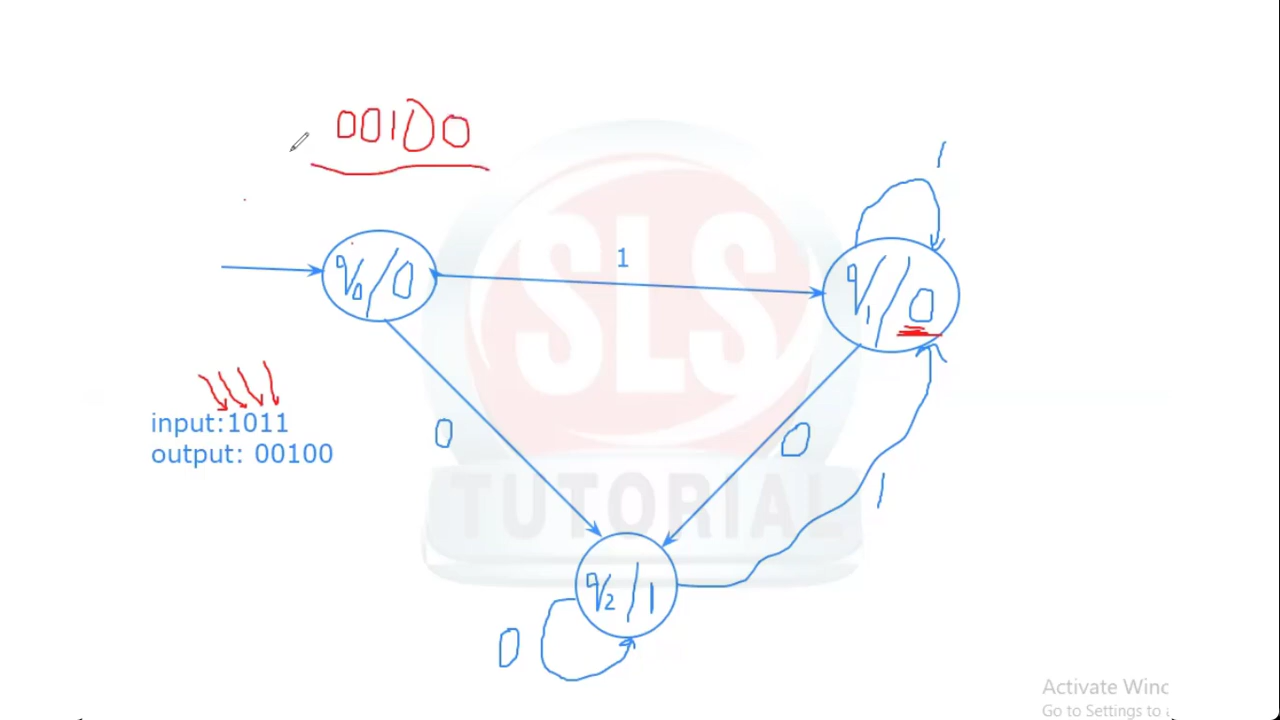 00100
1
1
q0/0
q1/0
SLS
input:1011
output: 00100
0
0
1
TUTORIAL
q2/1
0
Activate Winc
Go to Settings to a